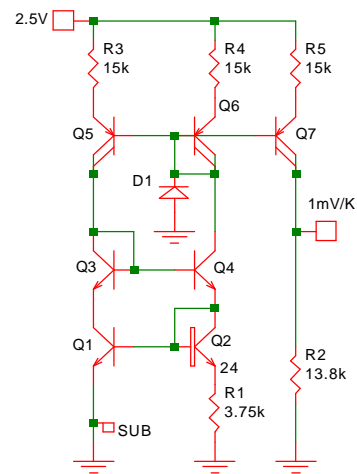 2.5V
R3
15k
R4
15k
R5
15k
Q6
Q5
Q7
D1
1mV/K
Q3
Q4
Q1
Q2
24
R2
13.8k
R1
3.75k
SUB